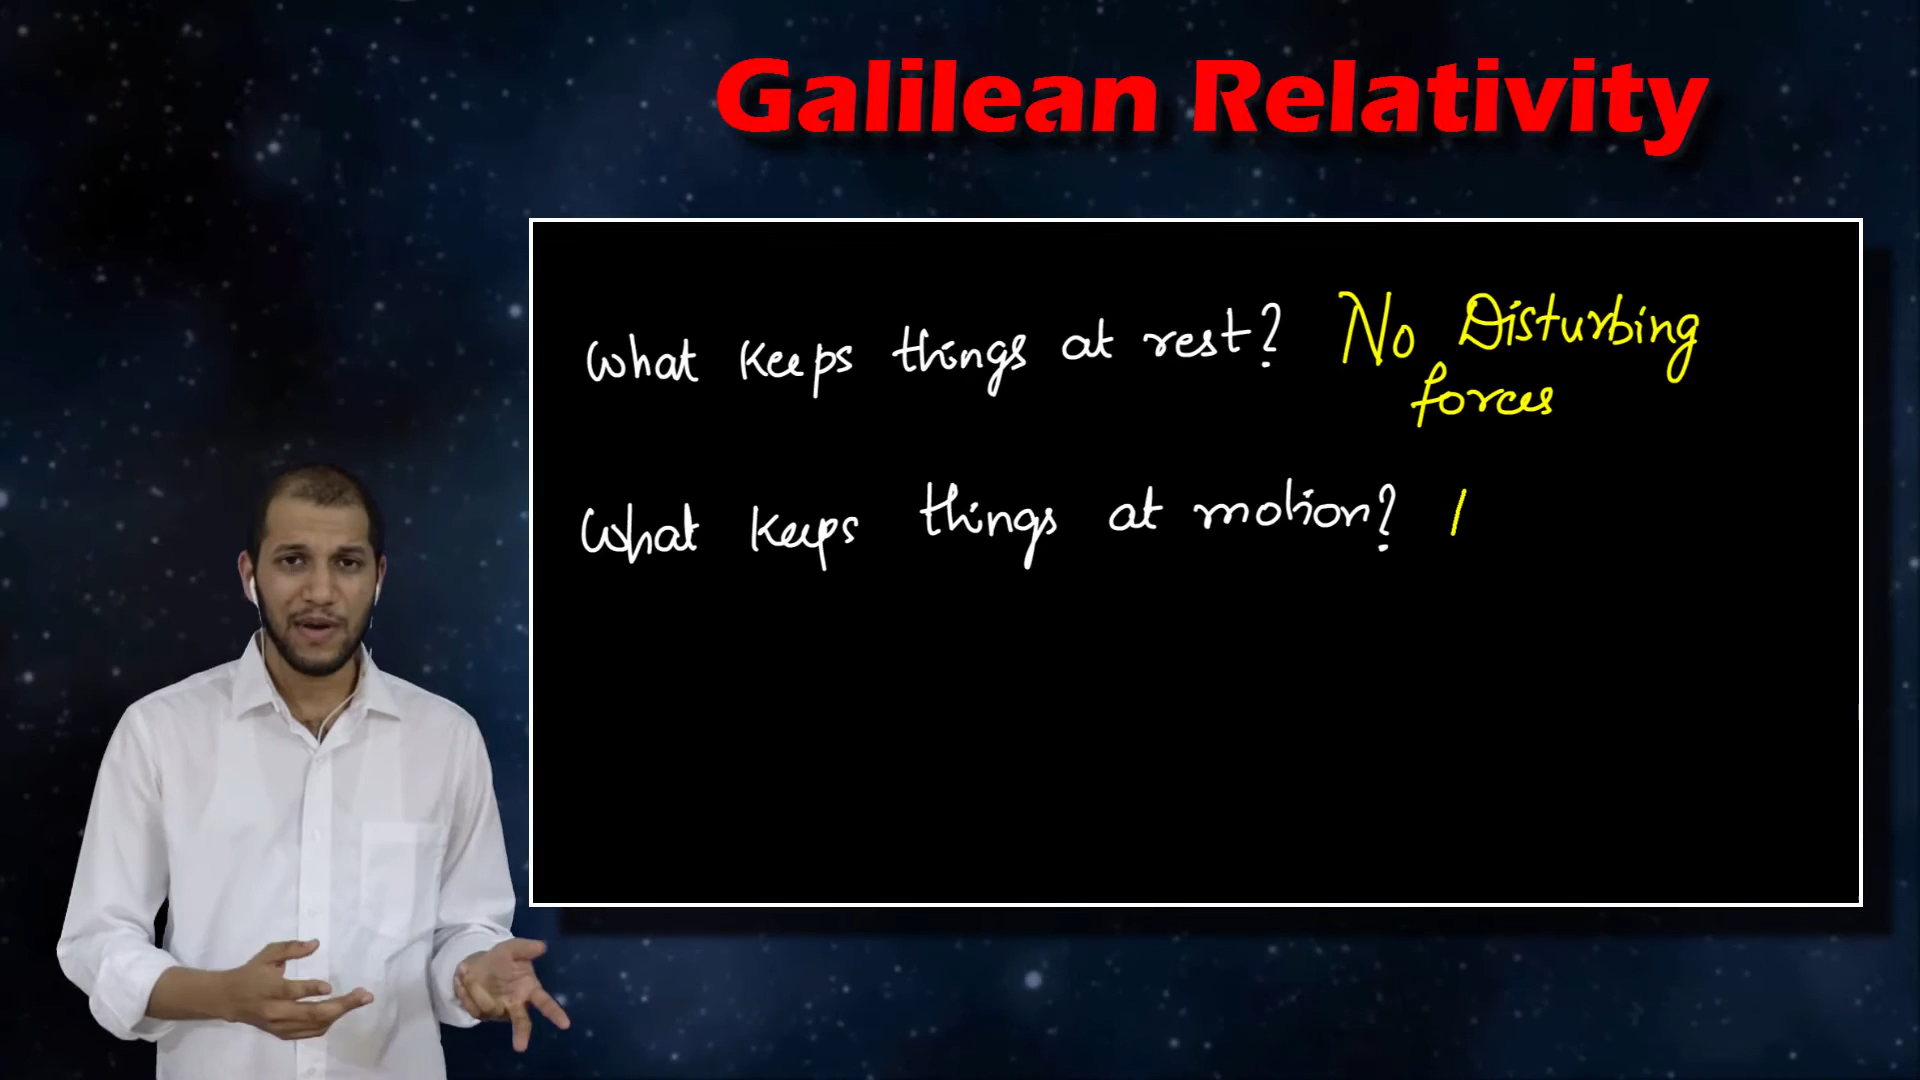 Galilean Relativity
What keeps things at rest? No Disturbing
forces
What keeps things at motion?